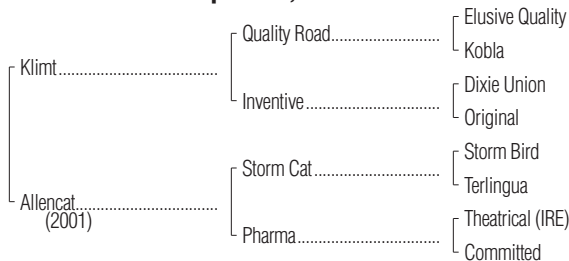 Elusive Quality
Quality Road
Kobla
Klimt
Dixie Union
Inventive
Original
Storm Bird
Storm Cat
Terlingua
Allencat
(2001)
Theatrical (IRE)
Pharma
Committed